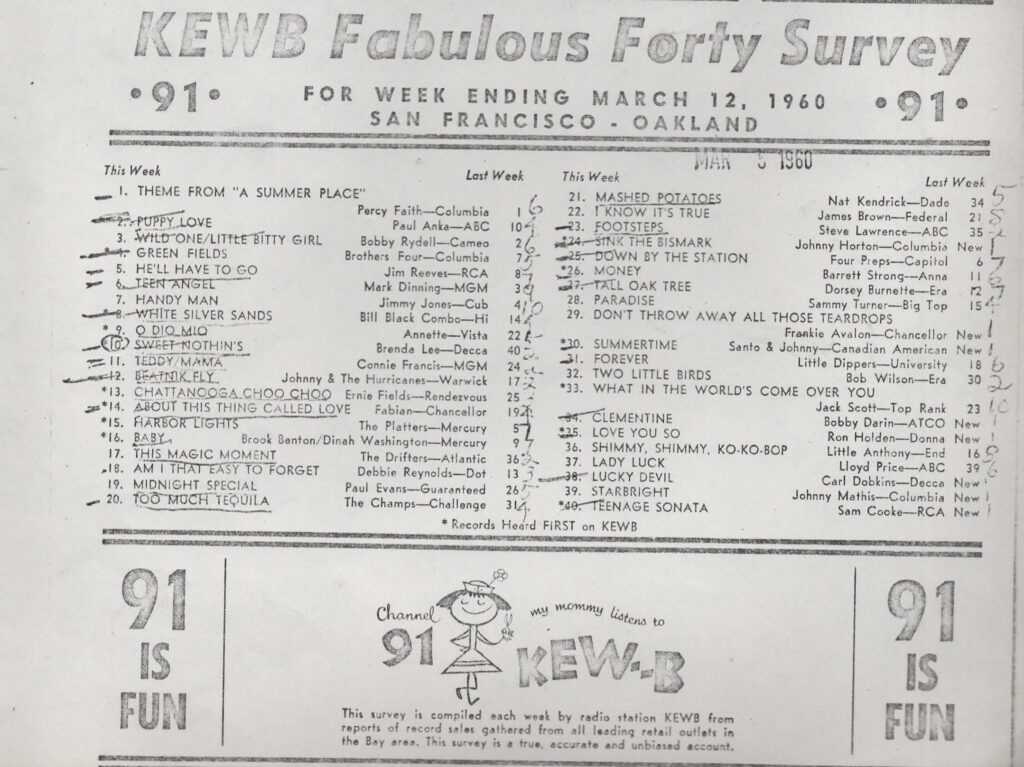 KEWB Fabulous Forty Survey
•91•
FOR WEEK ENDING MARCH 12, 1960
SAN FRANCISCO - OAKLAND
•91•
MAR 5 1960
This Week Last Week
1. THEME FROM "A SUMMER PLACE"
Percy Faith—Columbia 1
2. PUPPY LOVE Paul Anka—ABC 10
3. WILD ONE/LITTLE BITTY GIRL Bobby Rydell—Cameo 2
*4. GREEN FIELDS Brothers Four—Columbia 7
5. HE'LL HAVE TO GO Jim Reeves—RCA 8
6. TEEN ANGEL Mark Dinning—MGM 3
7. HANDY MAN Jimmy Jones—Cub 4
*8. WHITE SILVER SANDS Bill Black Combo—Hi 14
*9. O DIO MIO Annette—Vista 22
10. SWEET NOTHIN'S Brenda Lee—Decca 40
11. TEDDY/MAMA Connie Francis—MGM 24
12. BEATNIK FLY Johnny & The Hurricanes—Warwick 17
*13. CHATTANOOGA CHOO CHOO Ernie Fields—Rendezvous 25
*14. ABOUT THIS THING CALLED LOVE Fabian—Chancellor 19
*15. HARBOR LIGHTS The Platters—Mercury 5
*16. BABY Brook Benton/Dinah Washington—Mercury 9
17. THIS MAGIC MOMENT The Drifters—Atlantic 36
18. AM I THAT EASY TO FORGET Debbie Reynolds—Dot 13
19. MIDNIGHT SPECIAL Paul Evans—Guaranteed 26
20. TOO MUCH TEQUILA The Champs—Challenge 31
This Week Last Week
21. MASHED POTATOES Nat Kendrick—Dade 34
22. I KNOW IT'S TRUE James Brown—Federal 21
23. FOOTSTEPS Steve Lawrence—ABC 35
*24. SINK THE BISMARK Johnny Horton—Columbia New
25. DOWN BY THE STATION Four Preps—Capitol 6
*26. MONEY Barrett Strong—Anna 11
27. TALL OAK TREE Dorsey Burnette—Era 12
28. PARADISE Sammy Turner—Big Top 15
29. DON'T THROW AWAY ALL THOSE TEARDROPS
Frankie Avalon—Chancellor New
*30. SUMMERTIME Santo & Johnny—Canadian American New
31. FOREVER Little Dippers—University 18
32. TWO LITTLE BIRDS Bob Wilson—Era 30
*33. WHAT IN THE WORLD'S COME OVER YOU
Jack Scott—Top Rank 23
34. CLEMENTINE Bobby Darin—ATCO New
*35. LOVE YOU SO Ron Holden—Donna New
36. SHIMMY, SHIMMY, KO-KO-BOP Little Anthony—End 16
37. LADY LUCK Lloyd Price—ABC 39
38. LUCKY DEVIL Carl Dobkins—Decca New
39. STARBRIGHT Johnny Mathis—Columbia New
*40. TEENAGE SONATA Sam Cooke—RCA New
* Records Heard FIRST on KEWB
91
IS
FUN
Channel
91
my mommy listens to
KEW--B
This survey is compiled each week by radio station KEWB from
reports of record sales gathered from all leading retail outlets in
the Bay area. This survey is a true, accurate and unbiased account.
91
IS
FUN